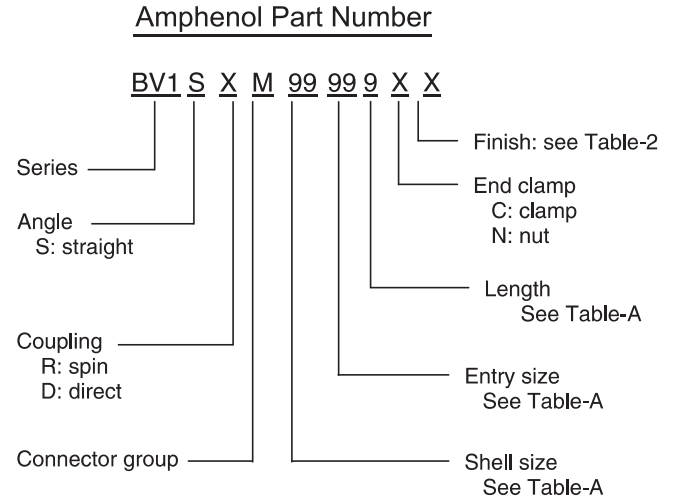 Amphenol Part Number
BV1 S X M 99 99 9 X X
Series
Angle
S: straight
Coupling
R: spin
D: direct
Connector group
Finish: see Table-2
End clamp
C: clamp
N: nut
Length
See Table-A
Entry size
See Table-A
Shell size
See Table-A